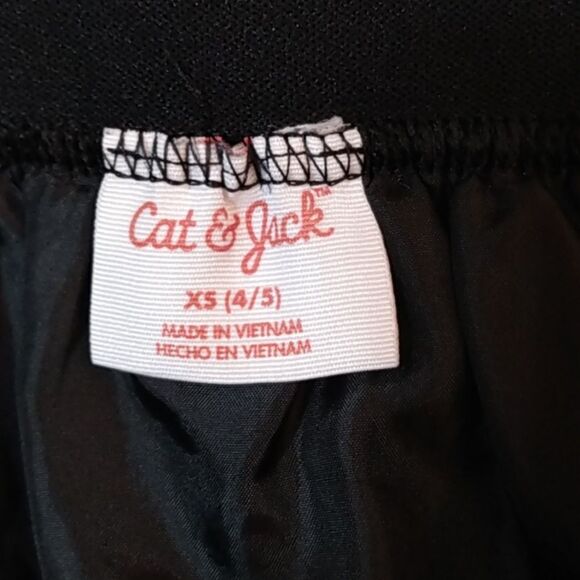 Cat & Jack™
XS (4/5)
MADE IN VIETNAM
HECHO EN VIETNAM